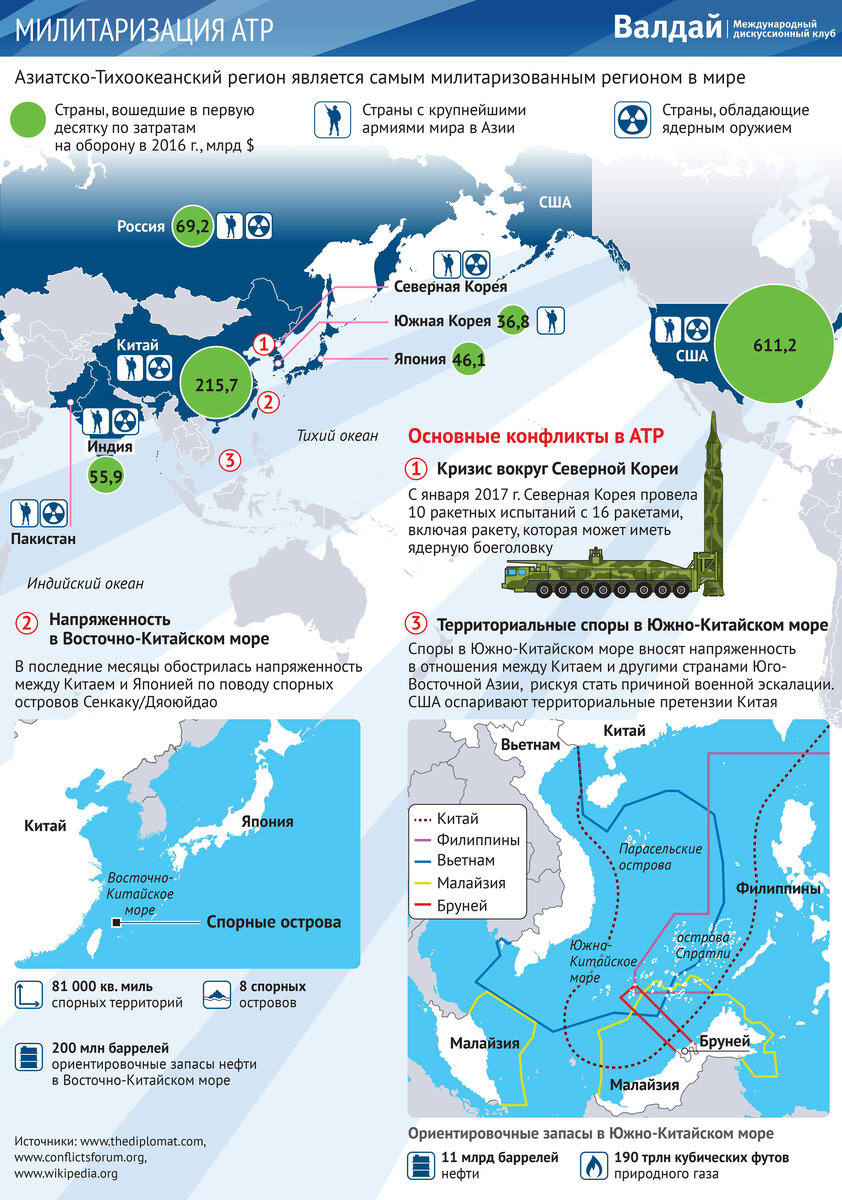 МИЛИТАРИЗАЦИЯ АТР
Валдай
Международный
дискуссионный клуб
Азиатско-Тихоокеанский регион является самым милитаризованным регионом в мире
Страны, вошедшие в первую
десятку по затратам
на оборону в 2016 г., млрд $
Страны с крупнейшими
армиями мира в Азии
Страны, обладающие
ядерным оружием
США
Россия
69,2
Северная Корея
Южная Корея
36,8
Китай
1
Япония
46,1
США
611,2
215,7
2
Индия
55,9
3
Тихий океан
Пакистан
Индийский океан
Основные конфликты в АТР
1
Кризис вокруг Северной Кореи
С января 2017 г. Северная Корея провела
10 ракетных испытаний с 16 ракетами,
включая ракету, которая может иметь
ядерную боеголовку
2
Напряженность
в Восточно-Китайском море
В последние месяцы обострилась напряженность
между Китаем и Японией по поводу спорных
островов Сенкаку/Дяоюйдао
Китай
Япония
Восточно-
Китайское
море
Спорные острова
81 000 кв. миль
спорных территорий
8 спорных
островов
200 млн баррелей
ориентировочные запасы нефти
в Восточно-Китайском море
3
Территориальные споры в Южно-Китайском море
Споры в Южно-Китайском море вносят напряженность
в отношения между Китаем и другими странами Юго-
Восточной Азии, рискуя стать причиной военной эскалации.
США оспаривают территориальные претензии Китая
Вьетнам
Китай
Китай
Филиппины
Вьетнам
Малайзия
Бруней
Парасельские
острова
Филиппины
Южно-
Китайское
море
острова
Спратли
Малайзия
Бруней
Малайзия
Ориентировочные запасы в Южно-Китайском море
11 млрд баррелей
нефти
190 трлн кубических футов
природного газа
Источники: www.thediplomat.com,
www.conflictsforum.org,
www.wikipedia.org